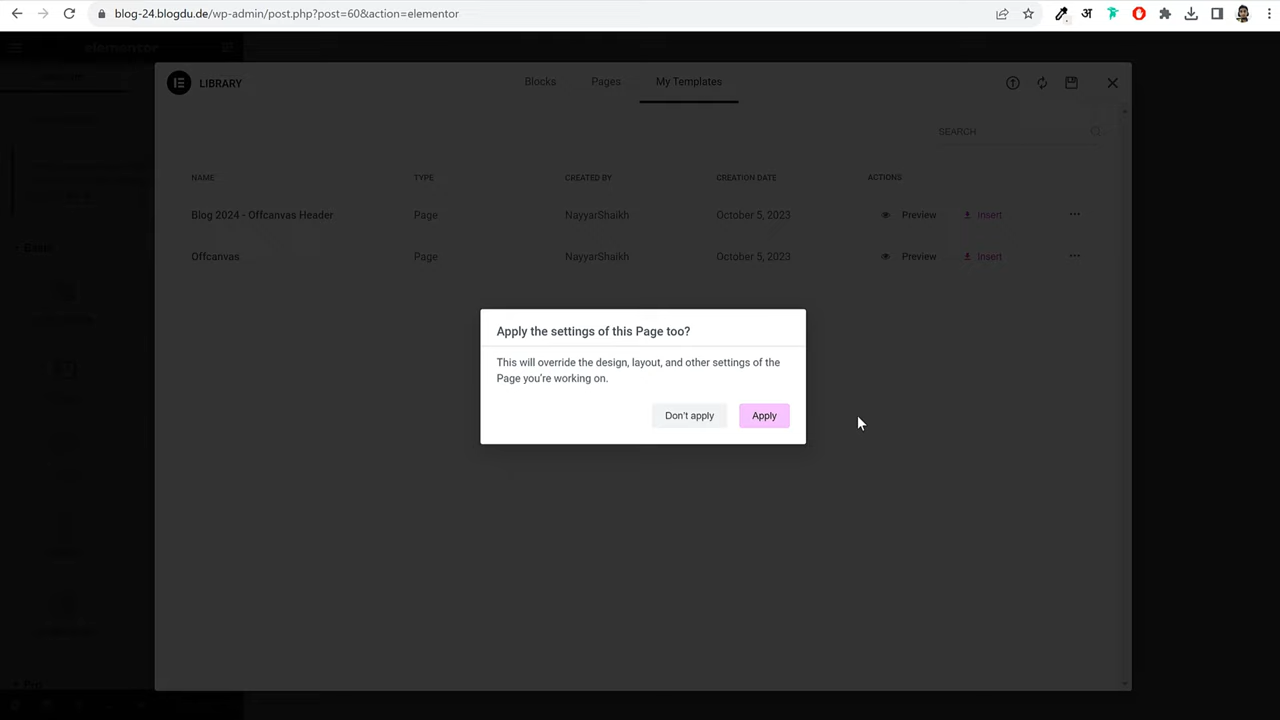 blog-24.blogdu.de/wp-admin/post.php?post=60&action=elementor
elementor
LIBRARY
Blocks
Pages
My Templates
SEARCH
NAME TYPE CREATED BY CREATION DATE ACTIONS
Blog 2024 - Offcanvas Header Page NayyarShaikh October 5, 2023 Preview Insert
Offcanvas Page NayyarShaikh October 5, 2023 Preview Insert
Basic
Apply the settings of this Page too?
This will override the design, layout, and other settings of the
Page you're working on.
Don't apply
Apply
Pro